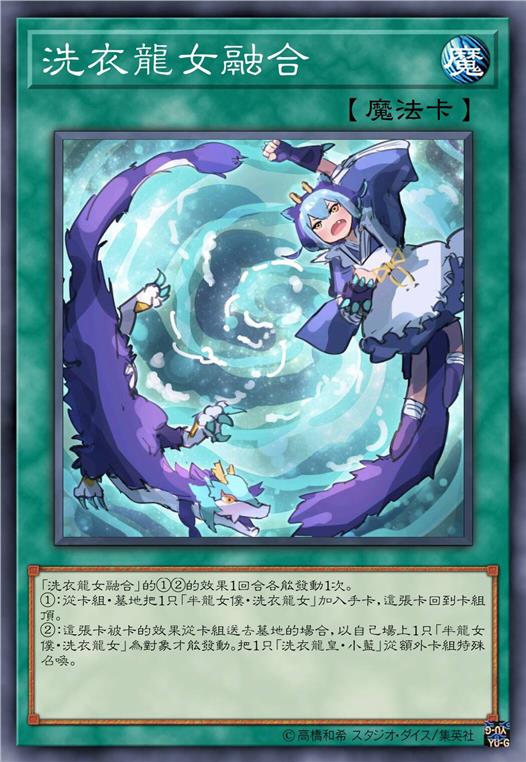 洗衣龍女融合
魔
【魔法卡】
「洗衣龍女融合」的①②的效果1回合各能發動1次。
①:從卡組·墓地把1只「半龍女僕·洗衣龍女」加入手卡，這張卡回到卡組
頂。
②:這張卡被卡的效果從卡組送去墓地的場合，以自己場上1只「半龍女
僕·洗衣龍女」為對象才能發動。把1只「洗衣龍皇·小藍」從額外卡組特殊
召喚。
©高橋和希 スタジオ·ダイス/集英社
YU-G
YU-G